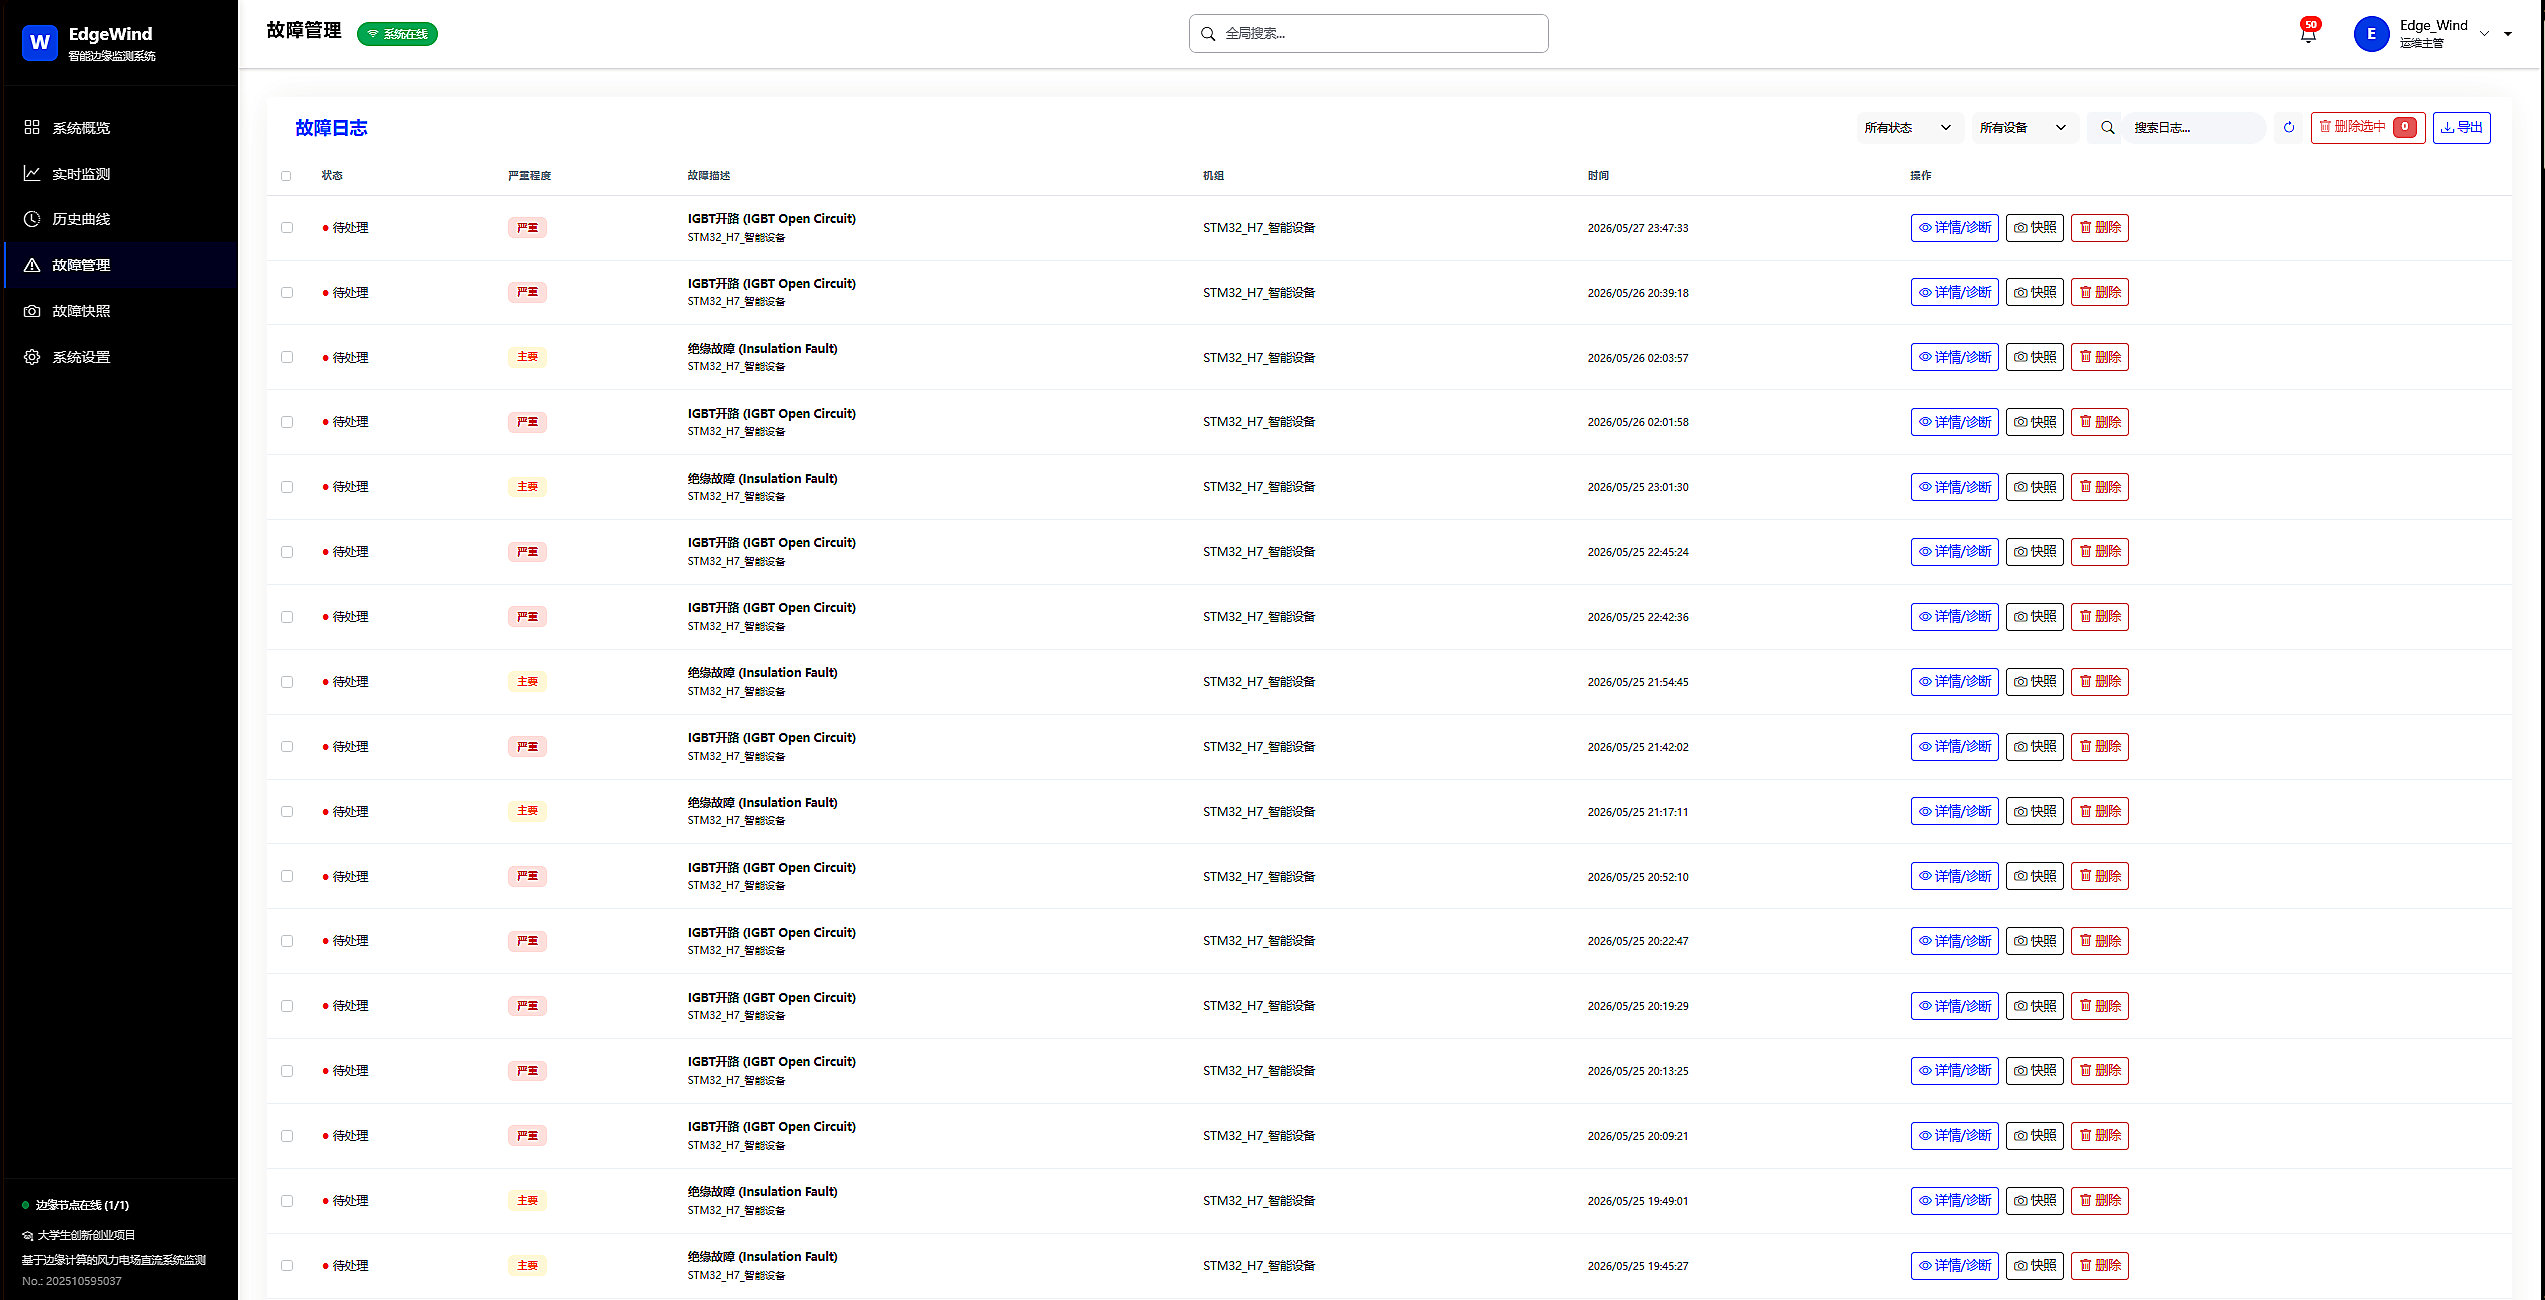 W EdgeWind
智能边缘监测系统
系统概览
实时监测
历史曲线
故障管理
故障快照
系统设置
边缘节点在线 (1/1)
大学生创新创业项目
基于边缘计算的风力电场直流系统监测
No.: 202510595037
故障管理 系统在线 全局搜索... 50 E Edge_Wind
运维主管
故障日志 所有状态 所有设备 搜索日志... 删除选中 0 导出
状态 严重程度 故障描述 机组 时间 操作
待处理 严重 IGBT开路 (IGBT Open Circuit) STM32_H7_智能设备 2026/05/27 23:47:33 详情/诊断 快照 删除
STM32_H7_智能设备
待处理 严重 IGBT开路 (IGBT Open Circuit) STM32_H7_智能设备 2026/05/26 20:39:18 详情/诊断 快照 删除
STM32_H7_智能设备
待处理 主要 绝缘故障 (Insulation Fault) STM32_H7_智能设备 2026/05/26 02:03:57 详情/诊断 快照 删除
STM32_H7_智能设备
待处理 严重 IGBT开路 (IGBT Open Circuit) STM32_H7_智能设备 2026/05/26 02:01:58 详情/诊断 快照 删除
STM32_H7_智能设备
待处理 主要 绝缘故障 (Insulation Fault) STM32_H7_智能设备 2026/05/25 23:01:30 详情/诊断 快照 删除
STM32_H7_智能设备
待处理 严重 IGBT开路 (IGBT Open Circuit) STM32_H7_智能设备 2026/05/25 22:45:24 详情/诊断 快照 删除
STM32_H7_智能设备
待处理 严重 IGBT开路 (IGBT Open Circuit) STM32_H7_智能设备 2026/05/25 22:42:36 详情/诊断 快照 删除
STM32_H7_智能设备
待处理 主要 绝缘故障 (Insulation Fault) STM32_H7_智能设备 2026/05/25 21:54:45 详情/诊断 快照 删除
STM32_H7_智能设备
待处理 严重 IGBT开路 (IGBT Open Circuit) STM32_H7_智能设备 2026/05/25 21:42:02 详情/诊断 快照 删除
STM32_H7_智能设备
待处理 主要 绝缘故障 (Insulation Fault) STM32_H7_智能设备 2026/05/25 21:17:11 详情/诊断 快照 删除
STM32_H7_智能设备
待处理 严重 IGBT开路 (IGBT Open Circuit) STM32_H7_智能设备 2026/05/25 20:52:10 详情/诊断 快照 删除
STM32_H7_智能设备
待处理 严重 IGBT开路 (IGBT Open Circuit) STM32_H7_智能设备 2026/05/25 20:22:47 详情/诊断 快照 删除
STM32_H7_智能设备
待处理 严重 IGBT开路 (IGBT Open Circuit) STM32_H7_智能设备 2026/05/25 20:19:29 详情/诊断 快照 删除
STM32_H7_智能设备
待处理 严重 IGBT开路 (IGBT Open Circuit) STM32_H7_智能设备 2026/05/25 20:13:25 详情/诊断 快照 删除
STM32_H7_智能设备
待处理 严重 IGBT开路 (IGBT Open Circuit) STM32_H7_智能设备 2026/05/25 20:09:21 详情/诊断 快照 删除
STM32_H7_智能设备
待处理 主要 绝缘故障 (Insulation Fault) STM32_H7_智能设备 2026/05/25 19:49:01 详情/诊断 快照 删除
STM32_H7_智能设备
待处理 主要 绝缘故障 (Insulation Fault) STM32_H7_智能设备 2026/05/25 19:45:27 详情/诊断 快照 删除
STM32_H7_智能设备